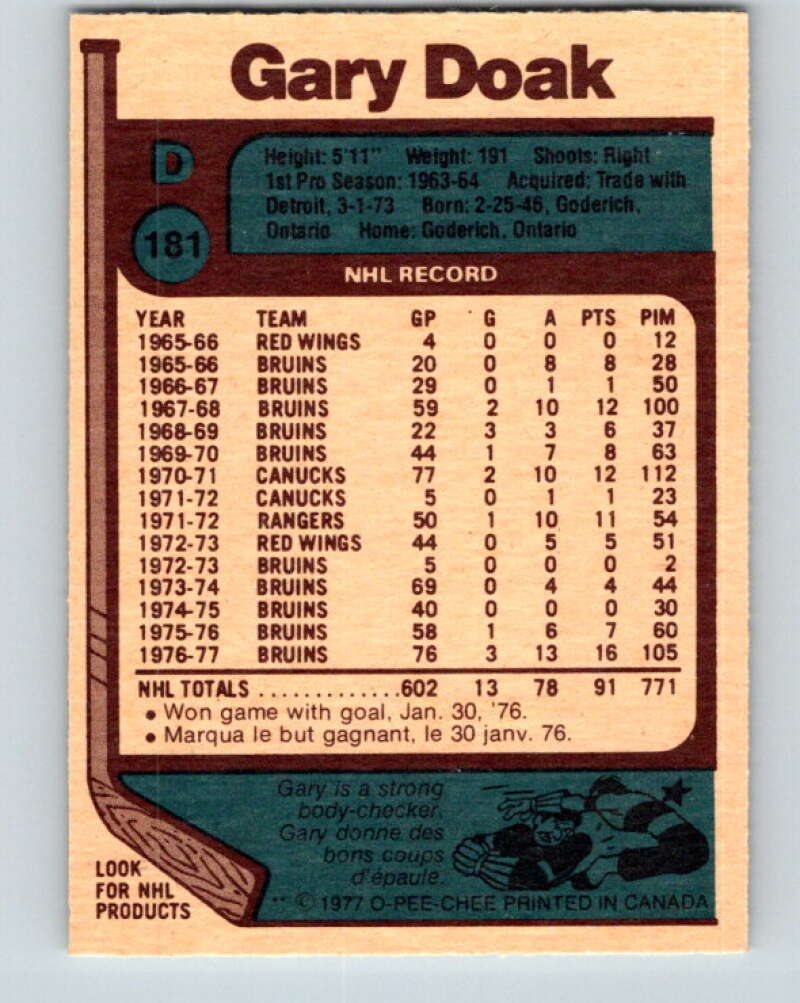 Gary Doak
D
181
Height: 5'11" Weight: 191 Shoots: Right
1st Pro Season: 1963-64 Acquired: Trade with
Detroit, 3-1-73 Born: 2-25-46, Goderich,
Ontario Home: Goderich, Ontario
NHL RECORD
YEAR TEAM GP G A PTS PIM
1965-66 RED WINGS 4 0 0 0 12
1965-66 BRUINS 20 0 8 8 28
1966-67 BRUINS 29 0 1 1 50
1967-68 BRUINS 59 2 10 12 100
1968-69 BRUINS 22 3 3 6 37
1969-70 BRUINS 44 1 7 8 63
1970-71 CANUCKS 77 2 10 12 112
1971-72 CANUCKS 5 0 1 1 23
1971-72 RANGERS 50 1 10 11 54
1972-73 RED WINGS 44 0 5 5 51
1972-73 BRUINS 5 0 0 0 2
1973-74 BRUINS 69 0 4 4 44
1974-75 BRUINS 40 0 0 0 30
1975-76 BRUINS 58 1 6 7 60
1976-77 BRUINS 76 3 13 16 105
NHL TOTALS .............602 13 78 91 771
• Won game with goal, Jan. 30, '76.
• Marqua le but gagnant, le 30 janv. 76.
Gary is a strong
body-checker.
Gary donne des
bons coups
d'épaule.
LOOK
FOR NHL
PRODUCTS
** © 1977 O-PEE-CHEE PRINTED IN CANADA